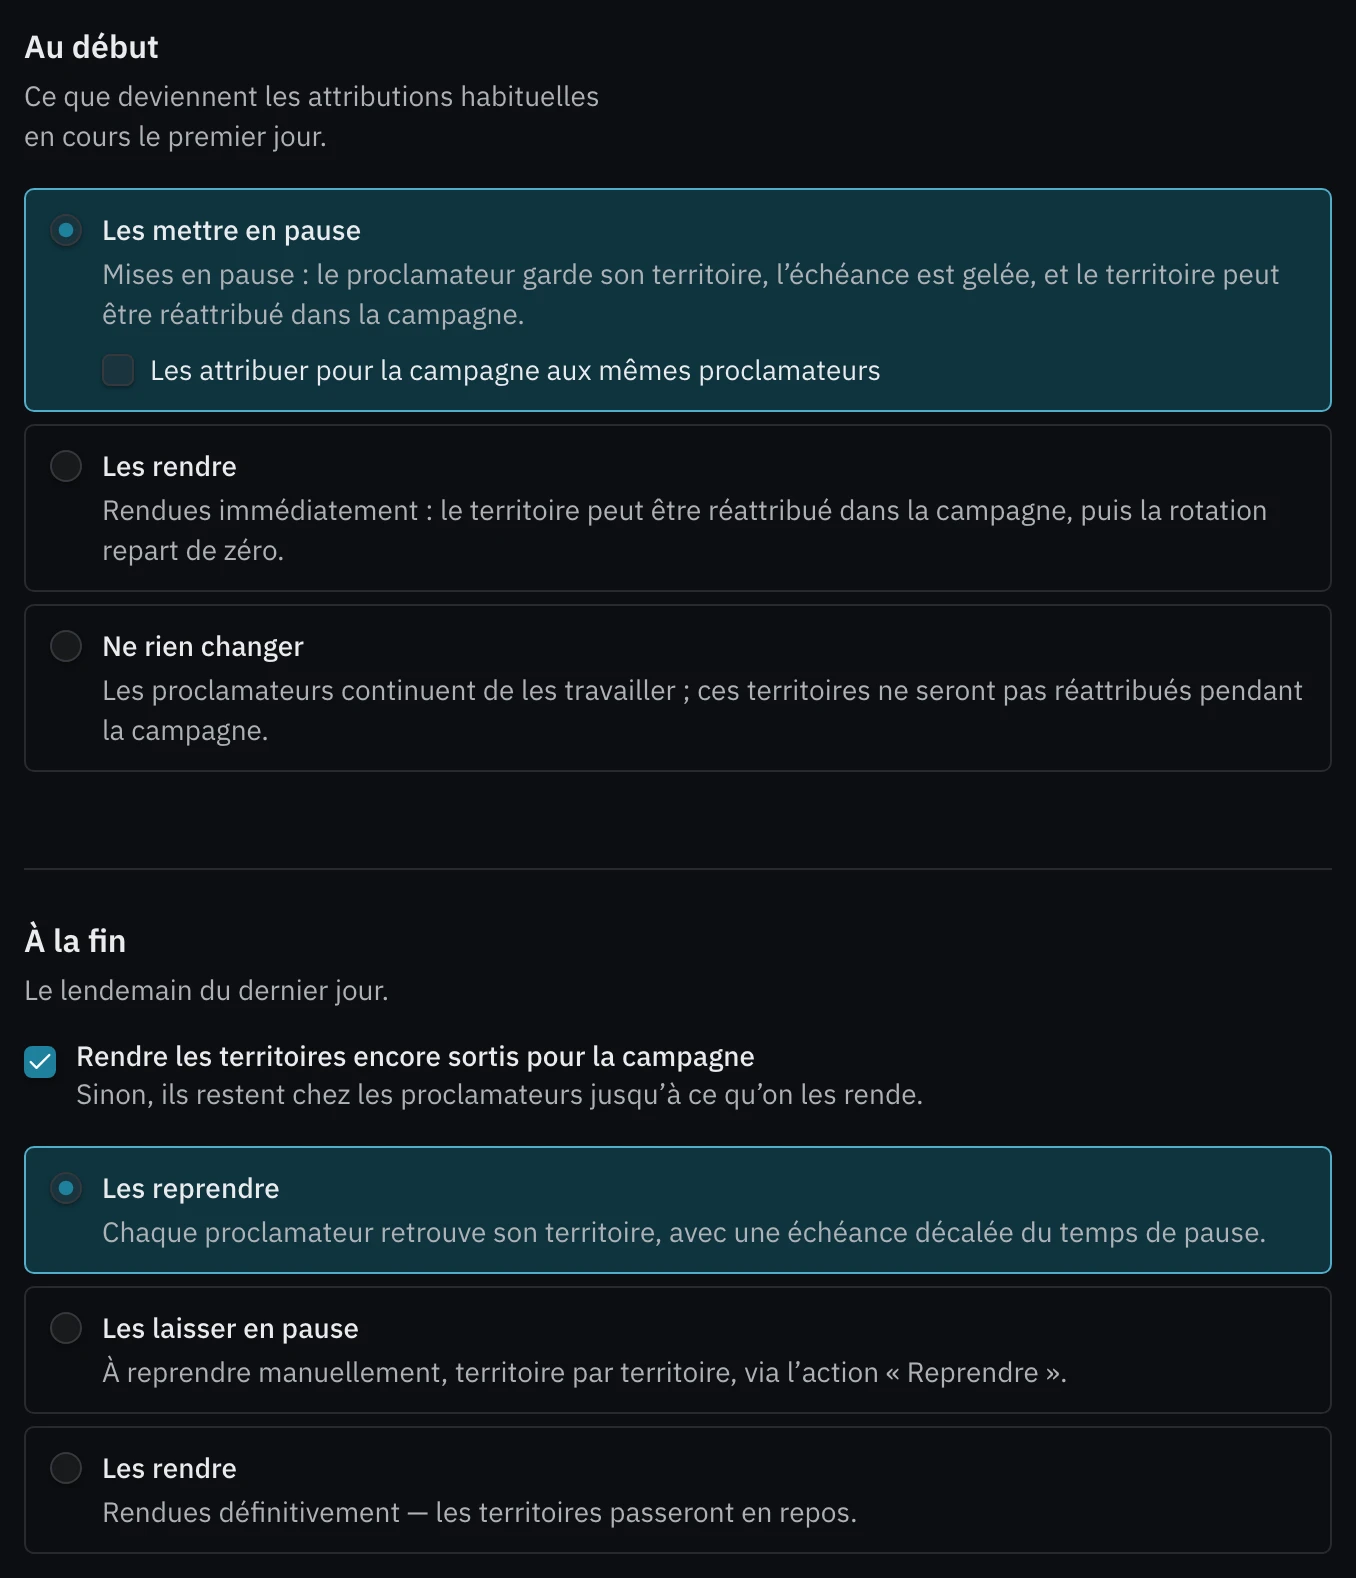 Au début
Ce que deviennent les attributions habituelles
en cours le premier jour.
Les mettre en pause
Mises en pause : le proclamateur garde son territoire, l’échéance est gelée, et le territoire peut
être réattribué dans la campagne.
Les attribuer pour la campagne aux mêmes proclamateurs
Les rendre
Rendues immédiatement : le territoire peut être réattribué dans la campagne, puis la rotation
repart de zéro.
Ne rien changer
Les proclamateurs continuent de les travailler ; ces territoires ne seront pas réattribués pendant
la campagne.
À la fin
Le lendemain du dernier jour.
Rendre les territoires encore sortis pour la campagne
Sinon, ils restent chez les proclamateurs jusqu’à ce qu’on les rende.
Les reprendre
Chaque proclamateur retrouve son territoire, avec une échéance décalée du temps de pause.
Les laisser en pause
À reprendre manuellement, territoire par territoire, via l’action « Reprendre ».
Les rendre
Rendues définitivement — les territoires passeront en repos.